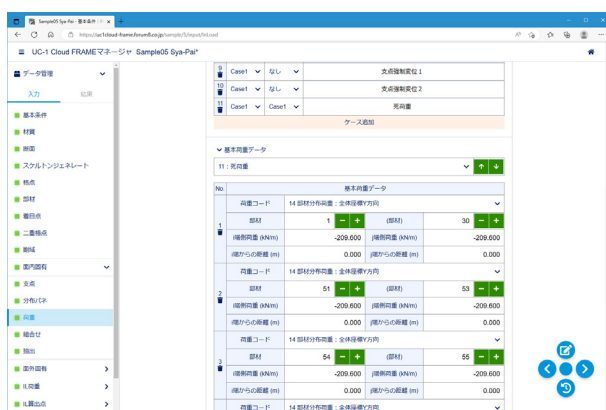 Sample05 Sya-Pai - 基本条件 | F
https://uc1cloud-frame.forum8.co.jp/sample/5/input/InLoad
UC-1 Cloud FRAMEマネージャ Sample05 Sya-Pai*
データ管理
入力 結果
基本条件
材質
断面
スケルトンジェネレート
格点
部材
着目点
二重格点
剛域
面内固有
支点
分布バネ
荷重
組合せ
抽出
面外固有
IL荷重
IL算出点
9 Case1 なし 支点強制変位1
10 Case1 なし 支点強制変位2
11 Case1 Case1 死荷重
ケース追加
基本荷重データ
11 : 死荷重
No. 基本荷重データ
1
荷重コード 14 部材分布荷重 : 全体座標Y方向
部材 1 - + (部材) 30 - +
i端側荷重 (kN/m) -209.600 j端側荷重 (kN/m) -209.600
i端からの距離 (m) 0.000 j端からの距離 (m) 0.000
2
荷重コード 14 部材分布荷重 : 全体座標Y方向
部材 51 - + (部材) 53 - +
i端側荷重 (kN/m) -209.600 j端側荷重 (kN/m) -209.600
i端からの距離 (m) 0.000 j端からの距離 (m) 0.000
3
荷重コード 14 部材分布荷重 : 全体座標Y方向
部材 54 - + (部材) 55 - +
i端側荷重 (kN/m) -209.600 j端側荷重 (kN/m) -209.600
i端からの距離 (m) 0.000 j端からの距離 (m) 0.000
荷重コード 14 部材分布荷重 : 全体座標Y方向